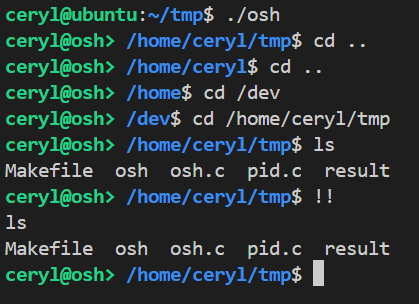 ceryl@ubuntu:~/tmp$ ./osh
ceryl@osh> /home/ceryl/tmp$ cd ..
ceryl@osh> /home/ceryl$ cd ..
ceryl@osh> /home$ cd /dev
ceryl@osh> /dev$ cd /home/ceryl/tmp
ceryl@osh> /home/ceryl/tmp$ ls
Makefile  osh  osh.c  pid.c  result
ceryl@osh> /home/ceryl/tmp$ !!
ls
Makefile  osh  osh.c  pid.c  result
ceryl@osh> /home/ceryl/tmp$